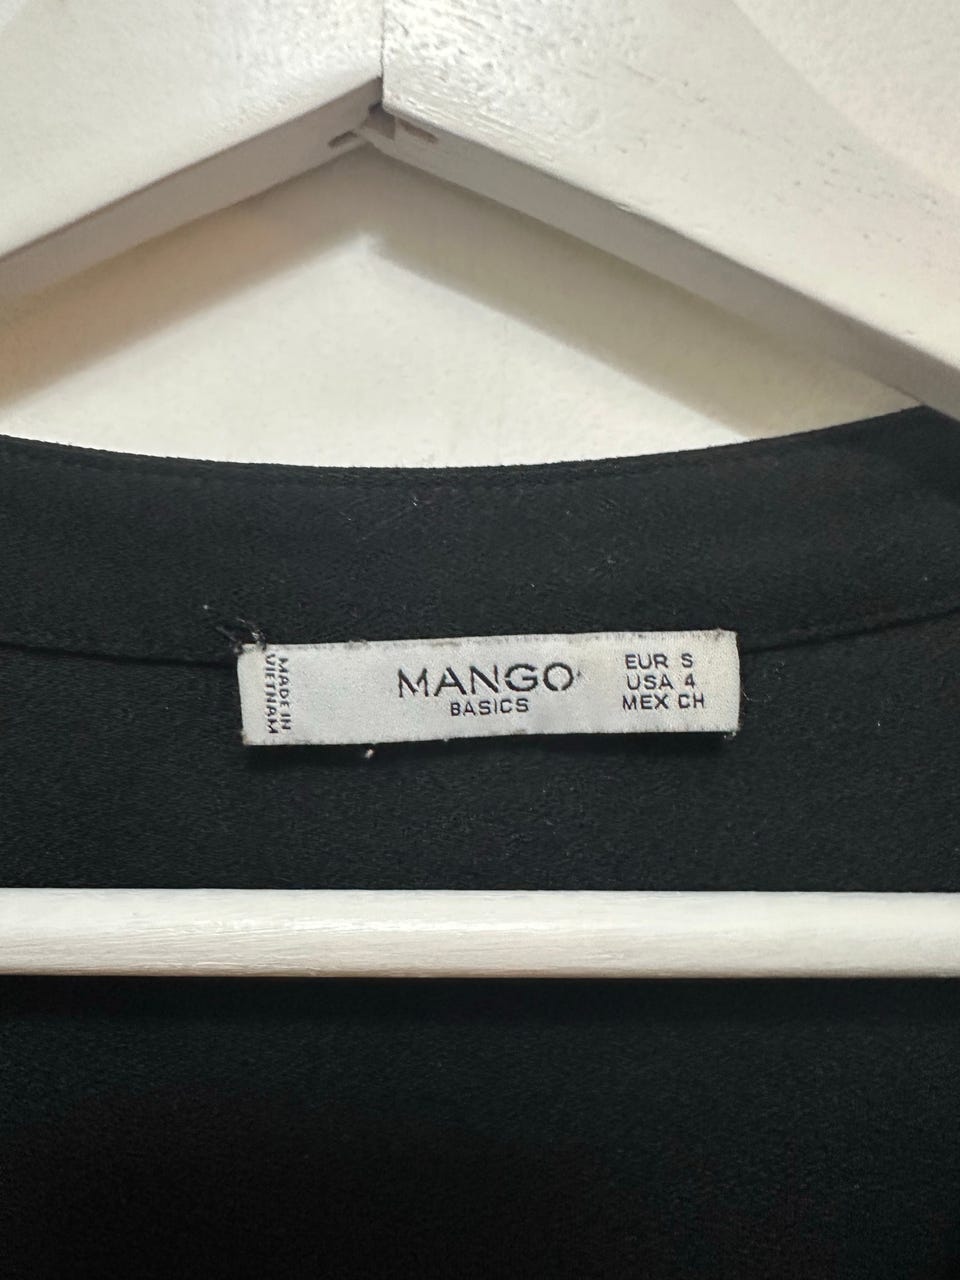 MADE IN
VIETNAM
MANGO
BASICS
EUR S
USA 4
MEX CH